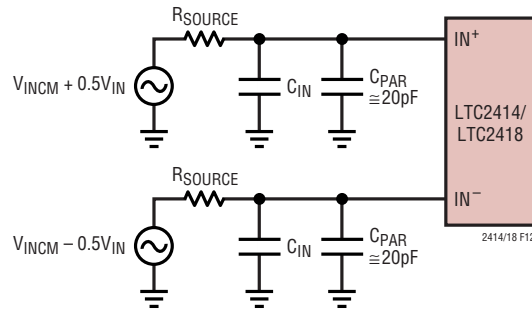 RSOURCE
VINCM + 0.5VIN
CIN
CPAR
≅20pF
IN+
LTC2414/
LTC2418
RSOURCE
VINCM – 0.5VIN
CIN
CPAR
≅20pF
IN–
2414/18 F12